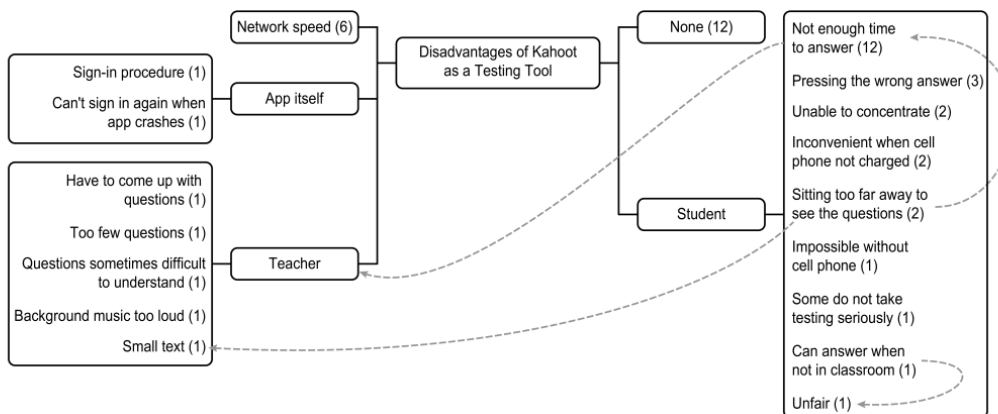 Disadvantages of Kahoot
as a Testing Tool
Network speed (6)
App itself
Sign-in procedure (1)
Can't sign in again when
app crashes (1)
Teacher
Have to come up with
questions (1)
Too few questions (1)
Questions sometimes difficult
to understand (1)
Background music too loud (1)
Small text (1)
None (12)
Student
Not enough time
to answer (12)
Pressing the wrong answer (3)
Unable to concentrate (2)
Inconvenient when cell
phone not charged (2)
Sitting too far away to
see the questions (2)
Impossible without
cell phone (1)
Some do not take
testing seriously (1)
Can answer when
not in classroom (1)
Unfair (1)